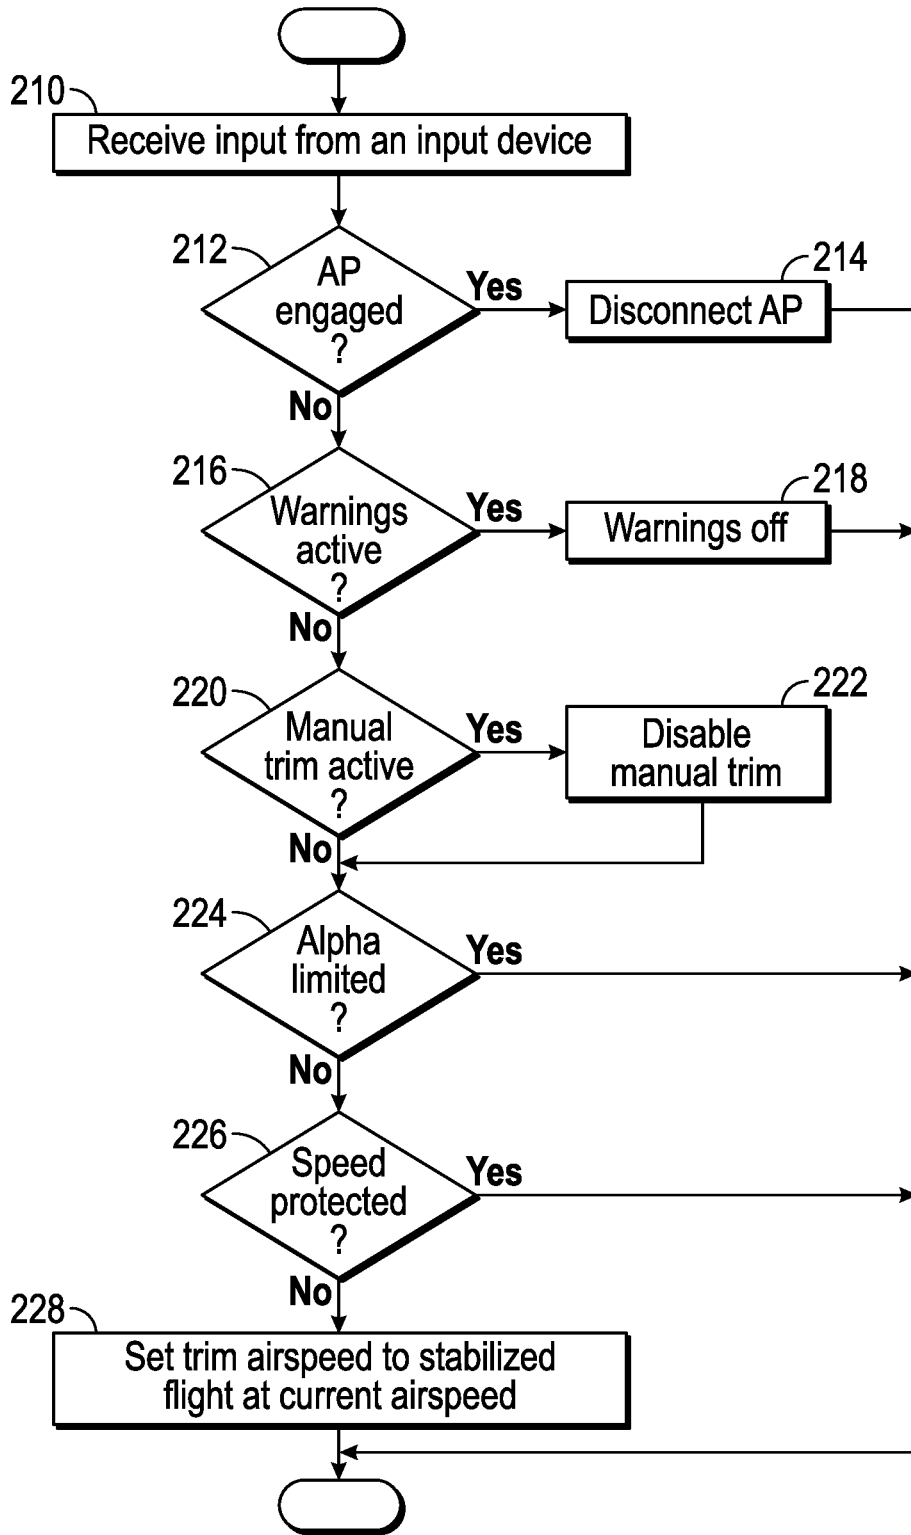 210
Receive input from an input device
212
AP
engaged
?
Yes
214
Disconnect AP
No
216
Warnings
active
?
Yes
218
Warnings off
No
220
Manual
trim active
?
Yes
222
Disable
manual trim
No
224
Alpha
limited
?
Yes
No
226
Speed
protected
?
Yes
No
228
Set trim airspeed to stabilized
flight at current airspeed